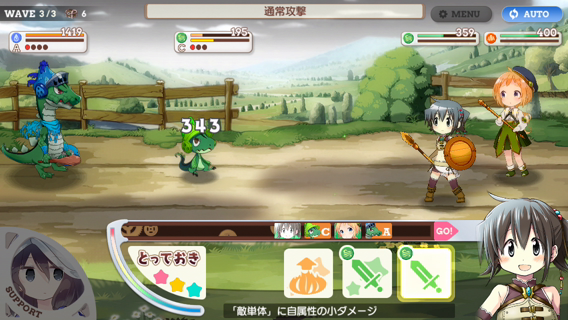 WAVE 3/3 6
通常攻撃
MENU
AUTO
1419
A
195
C
359
400
343
C
A
GO!
とっておき
SUPPORT
「敵単体」に自属性の小ダメージ